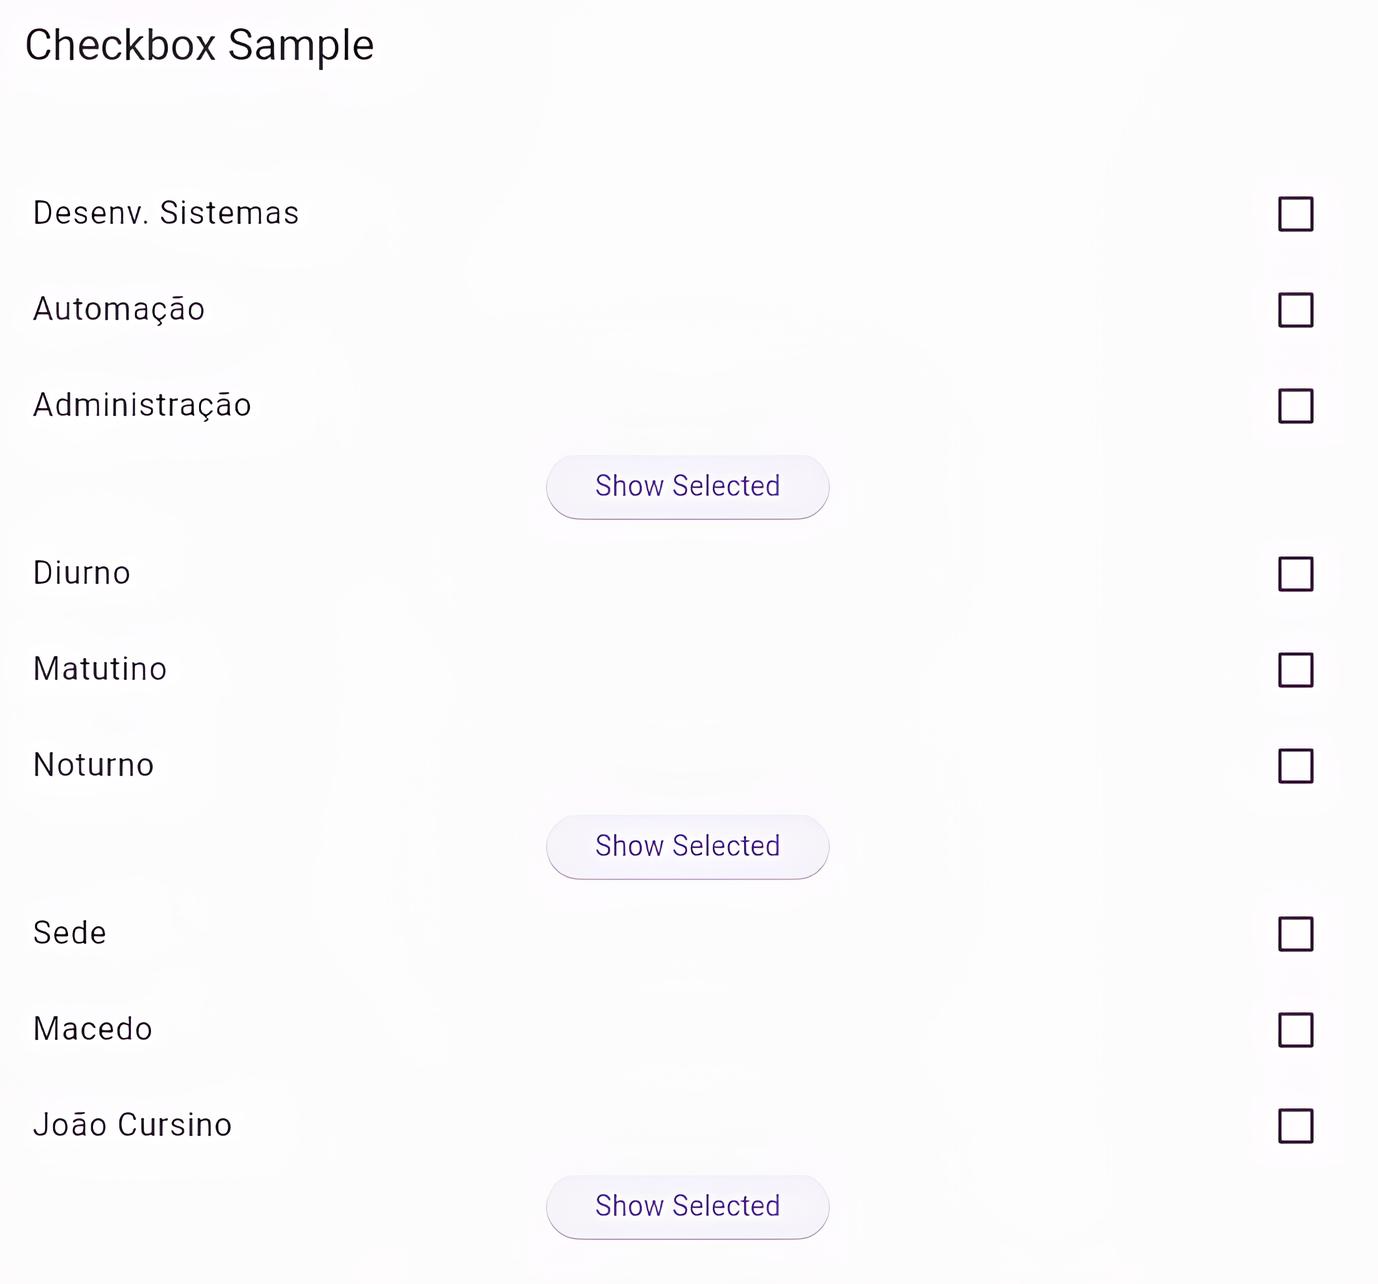 Checkbox Sample
Desenv. Sistemas
Automação
Administração
Show Selected
Diurno
Matutino
Noturno
Show Selected
Sede
Macedo
João Cursino
Show Selected